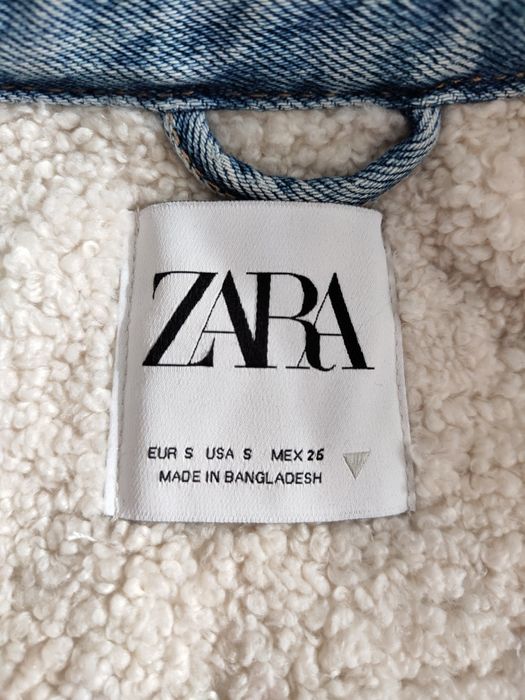 ZARA
EUR S USA S MEX 26
MADE IN BANGLADESH